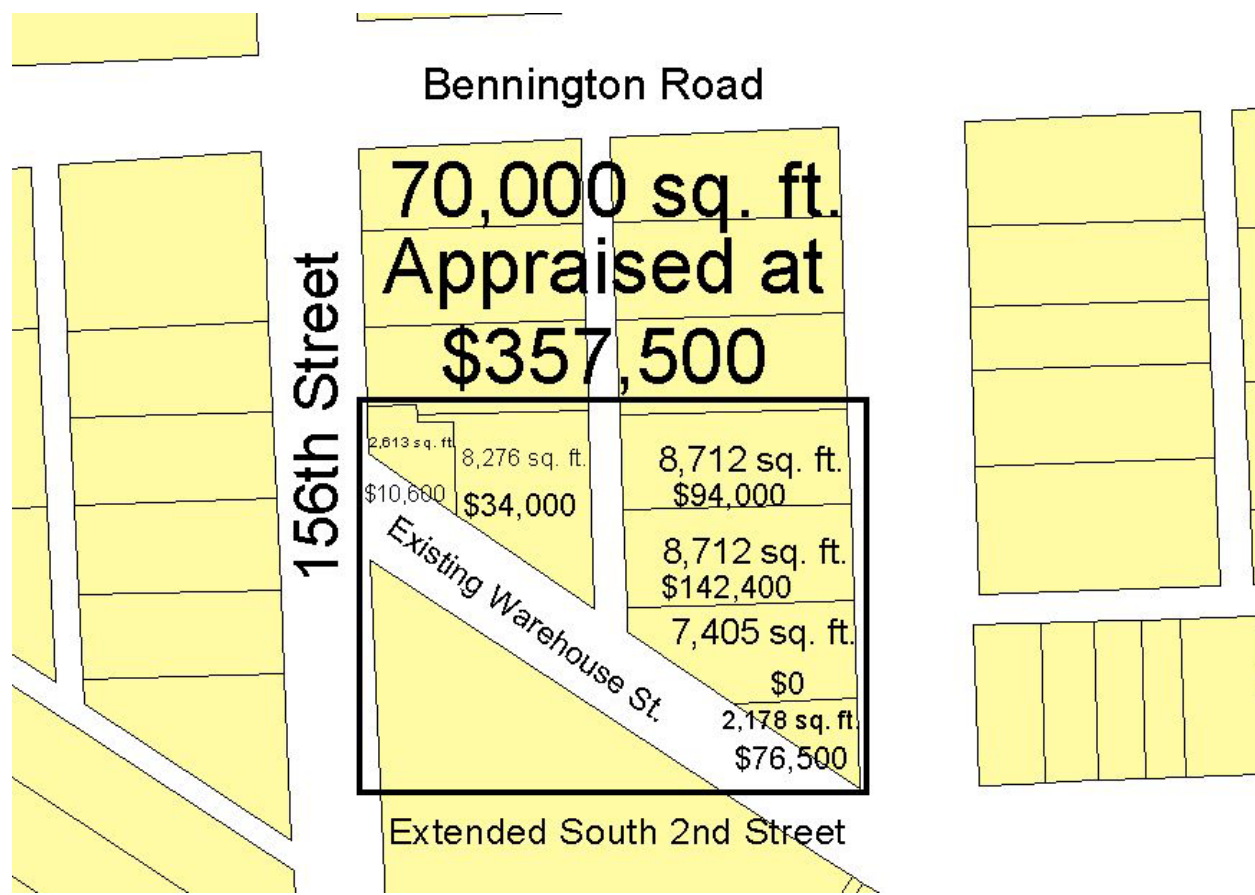 Bennington Road
70,000 sq. ft.
Appraised at
$357,500
156th Street
2,613 sq. ft.
$10,600
8,276 sq. ft.
$34,000
8,712 sq. ft.
$94,000
8,712 sq. ft.
$142,400
7,405 sq. ft.
$0
2,178 sq. ft.
$76,500
Existing Warehouse St.
Extended South 2nd Street